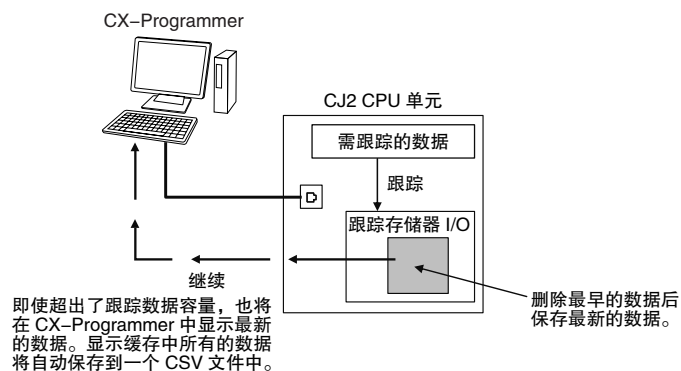 CX–Programmer
CJ2 CPU 单元
需跟踪的数据
跟踪
跟踪存储器 I/O
继续
即使超出了跟踪数据容量，也将
在 CX–Programmer 中显示最新
的数据。显示缓存中所有的数据
将自动保存到一个 CSV 文件中。
删除最早的数据后
保存最新的数据。